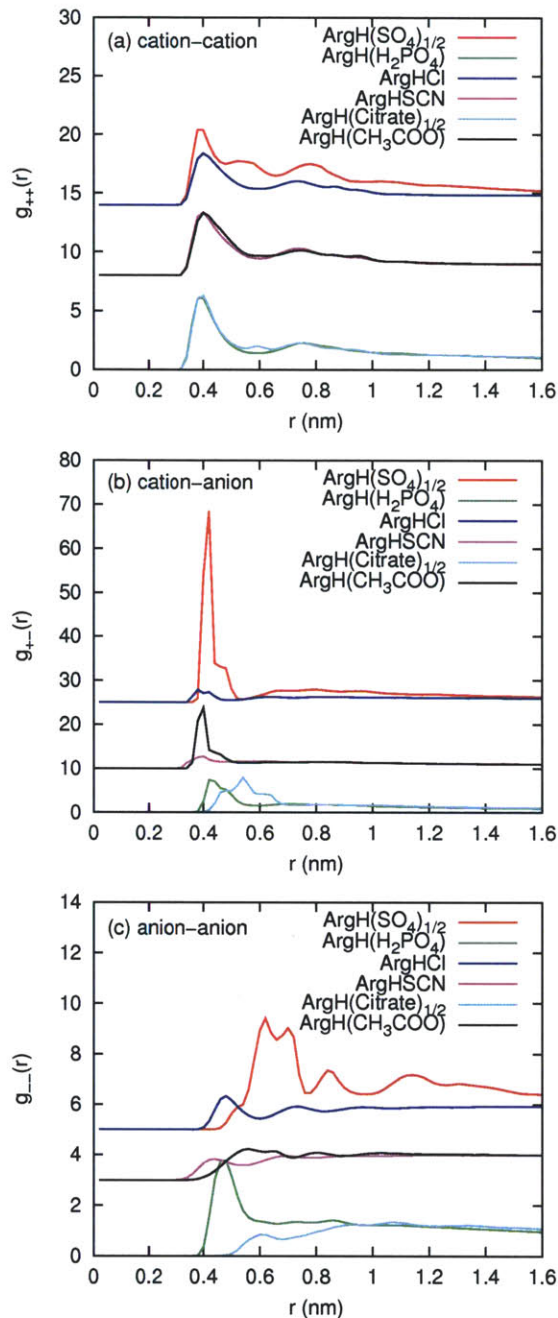 (a) cation−cation
ArgH(SO4)1/2
ArgH(H2PO4)
ArgHCl
ArgHSCN
ArgH(Citrate)1/2
ArgH(CH3COO)
g++(r)
30
25
20
15
10
5
0
0 0.2 0.4 0.6 0.8 1 1.2 1.4 1.6
r (nm)
(b) cation−anion
ArgH(SO4)1/2
ArgH(H2PO4)
ArgHCl
ArgHSCN
ArgH(Citrate)1/2
ArgH(CH3COO)
g+−(r)
80
70
60
50
40
30
20
10
0
0 0.2 0.4 0.6 0.8 1 1.2 1.4 1.6
r (nm)
(c) anion−anion
ArgH(SO4)1/2
ArgH(H2PO4)
ArgHCl
ArgHSCN
ArgH(Citrate)1/2
ArgH(CH3COO)
g−−(r)
14
12
10
8
6
4
2
0
0 0.2 0.4 0.6 0.8 1 1.2 1.4 1.6
r (nm)